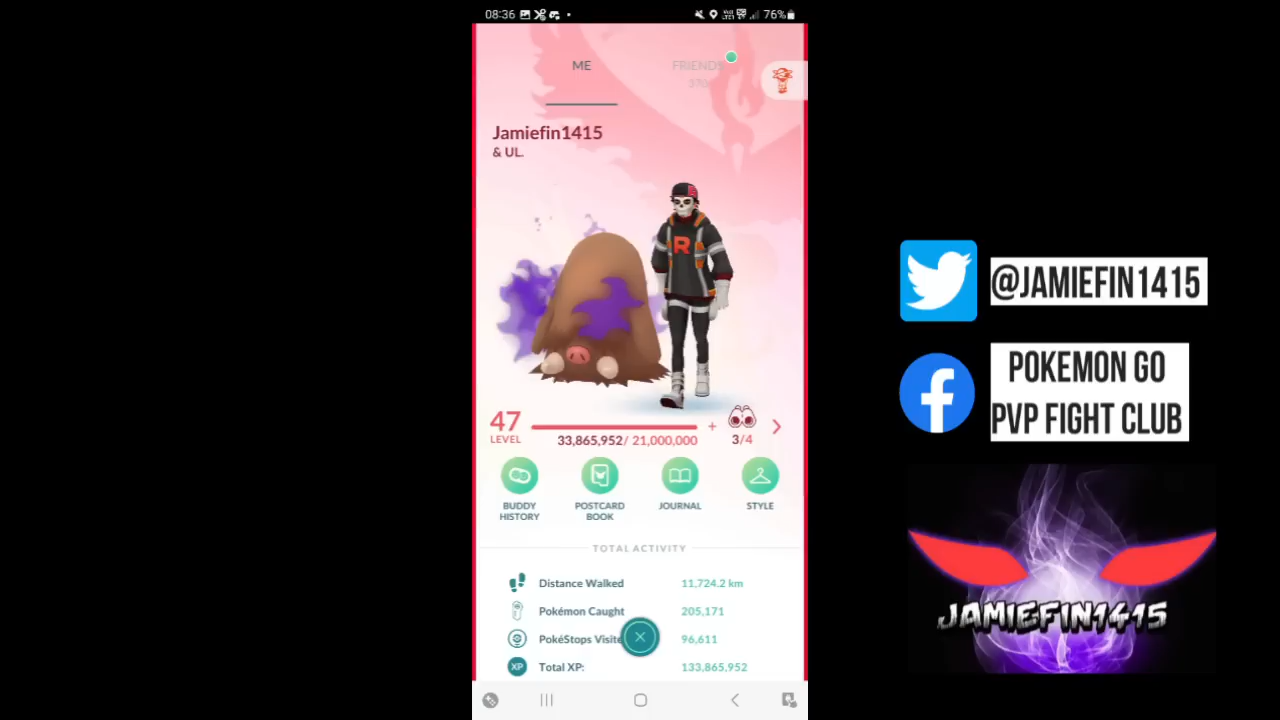 08:36
76%
ME
FRIENDS
Jamiefin1415
& UL.
R
47
LEVEL
33,865,952/ 21,000,000
+
3/4
BUDDY
HISTORY
POSTCARD
BOOK
JOURNAL
STYLE
TOTAL ACTIVITY
Distance Walked 11,724.2 km
Pokémon Caught 205,171
PokéStops Visite 96,611
XP Total XP: 133,865,952
@JAMIEFIN1415
POKEMON GO
PVP FIGHT CLUB
JAMIEFIN1415